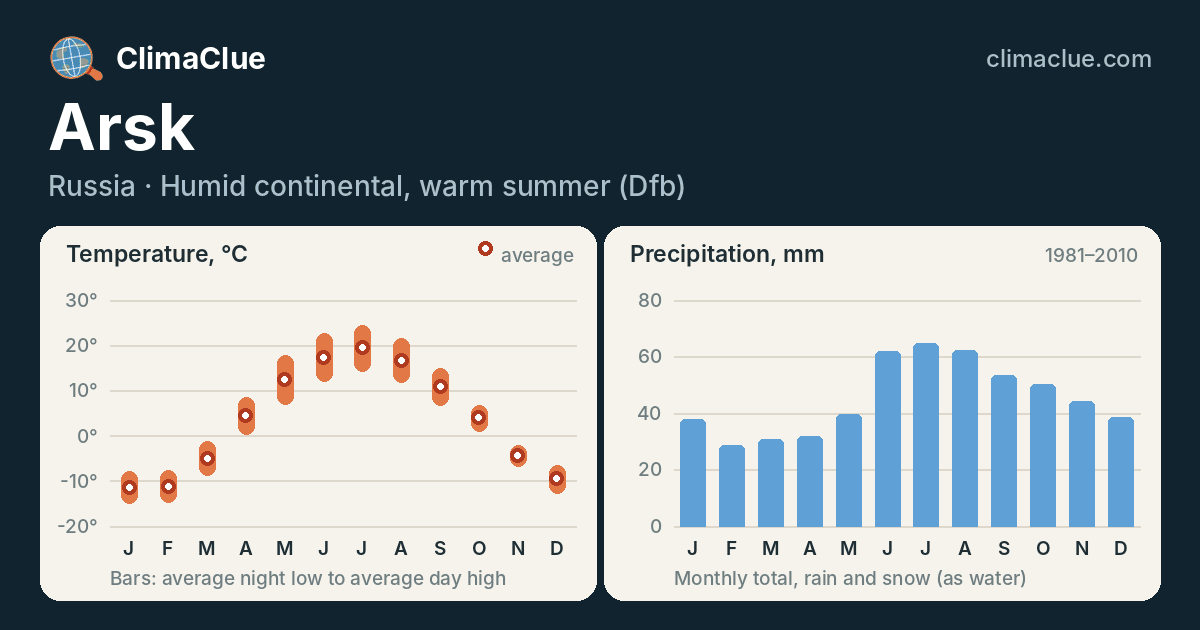 ClimaClue
climaclue.com
Arsk
Russia · Humid continental, warm summer (Dfb)
Temperature, °C
average
30°
20°
10°
0°
-10°
-20°
J F M A M J J A S O N D
Bars: average night low to average day high
Precipitation, mm
1981–2010
80
60
40
20
0
J F M A M J J A S O N D
Monthly total, rain and snow (as water)